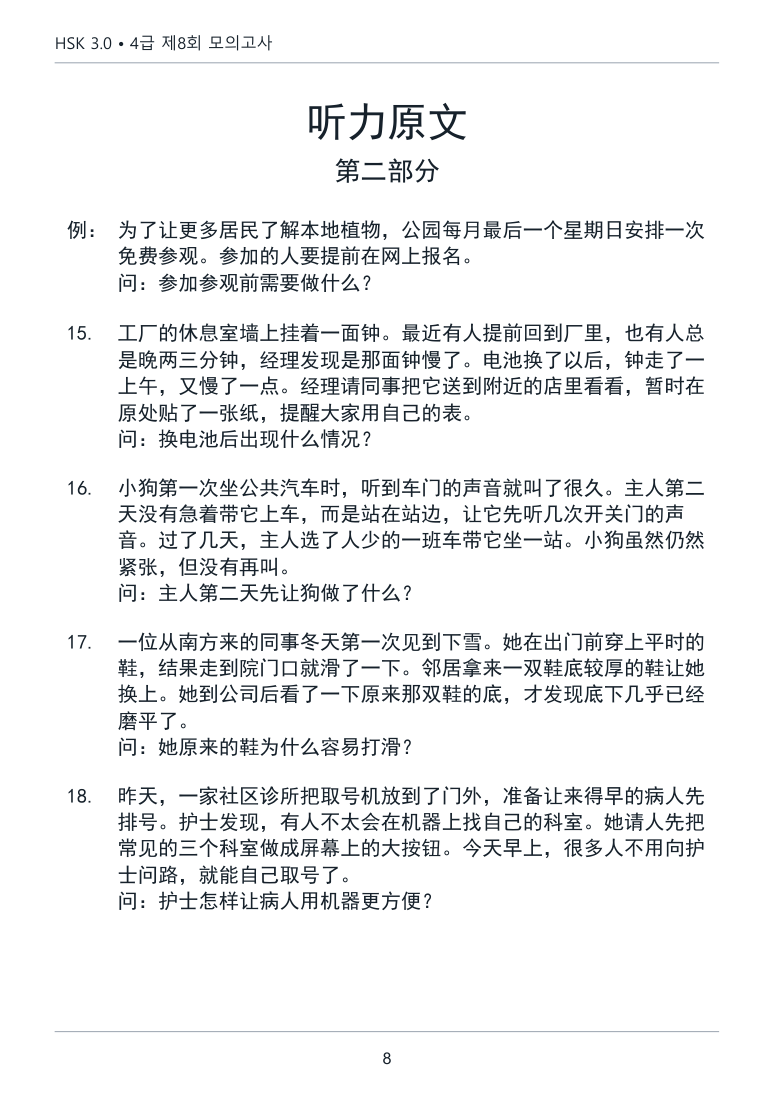 HSK 3.0 • 4급 제8회 모의고사
听力原文
第二部分
例： 为了让更多居民了解本地植物，公园每月最后一个星期日安排一次
免费参观。参加的人要提前在网上报名。
问：参加参观前需要做什么？
15. 工厂的休息室墙上挂着一面钟。最近有人提前回到厂里，也有人总
是晚两三分钟，经理发现是那面钟慢了。电池换了以后，钟走了一
上午，又慢了一点。经理请同事把它送到附近的店里看看，暂时在
原处贴了一张纸，提醒大家用自己的表。
问：换电池后出现什么情况？
16. 小狗第一次坐公共汽车时，听到车门的声音就叫了很久。主人第二
天没有急着带它上车，而是站在站边，让它先听几次开关门的声
音。过了几天，主人选了人少的一班车带它坐一站。小狗虽然仍然
紧张，但没有再叫。
问：主人第二天先让狗做了什么？
17. 一位从南方来的同事冬天第一次见到下雪。她在出门前穿上平时的
鞋，结果走到院门口就滑了一下。邻居拿来一双鞋底较厚的鞋让她
换上。她到公司后看了一下原来那双鞋的底，才发现底下几乎已经
磨平了。
问：她原来的鞋为什么容易打滑？
18. 昨天，一家社区诊所把取号机放到了门外，准备让来得早的病人先
排号。护士发现，有人不太会在机器上找自己的科室。她请人先把
常见的三个科室做成屏幕上的大按钮。今天早上，很多人不用向护
士问路，就能自己取号了。
问：护士怎样让病人用机器更方便？
8